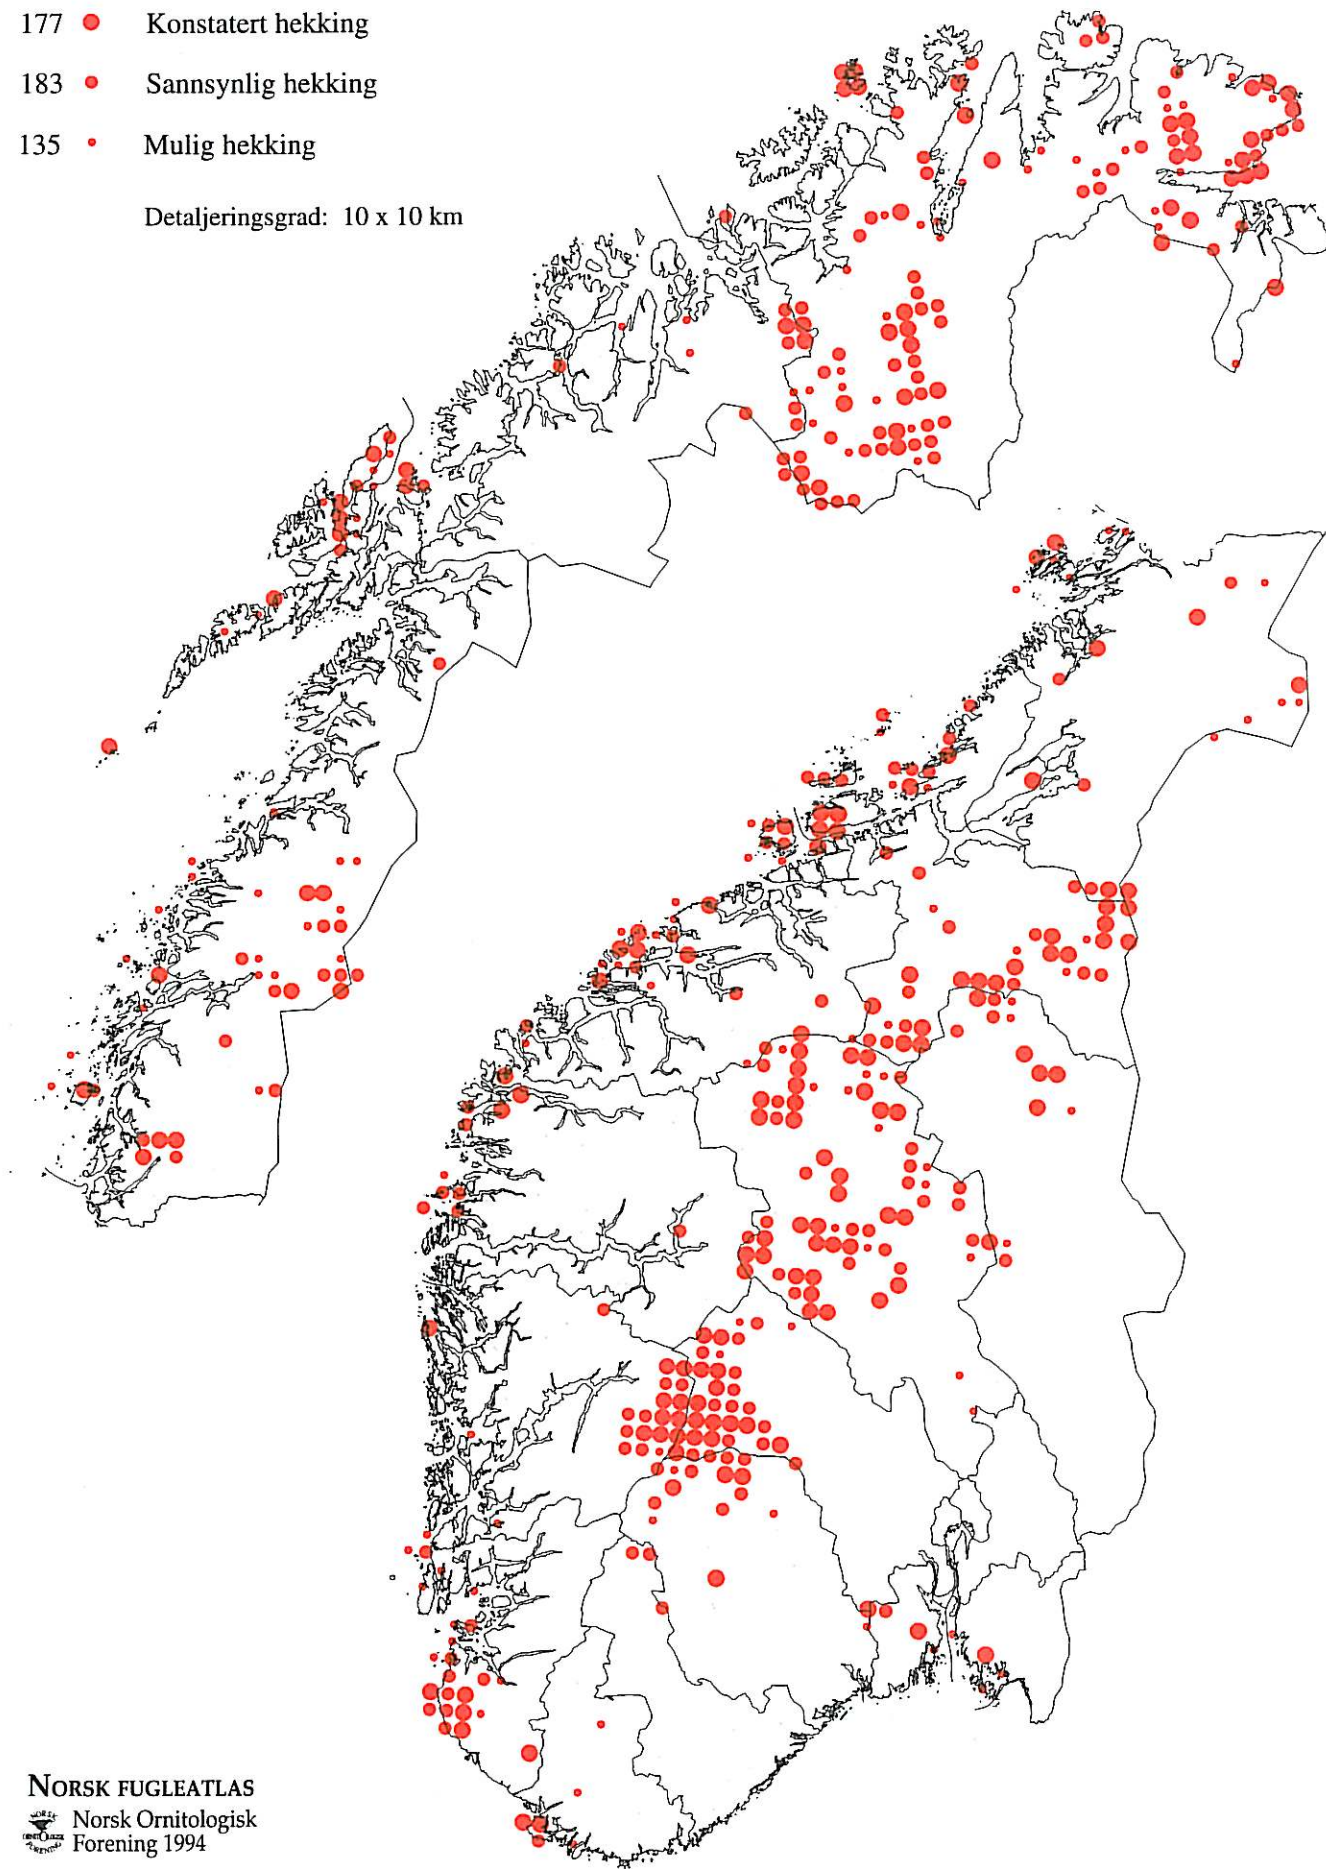 177 Konstatert hekking
183 Sannsynlig hekking
135 Mulig hekking
Detaljeringsgrad: 10 x 10 km
NORSK FUGLEATLAS
Norsk Ornitologisk
Forening 1994